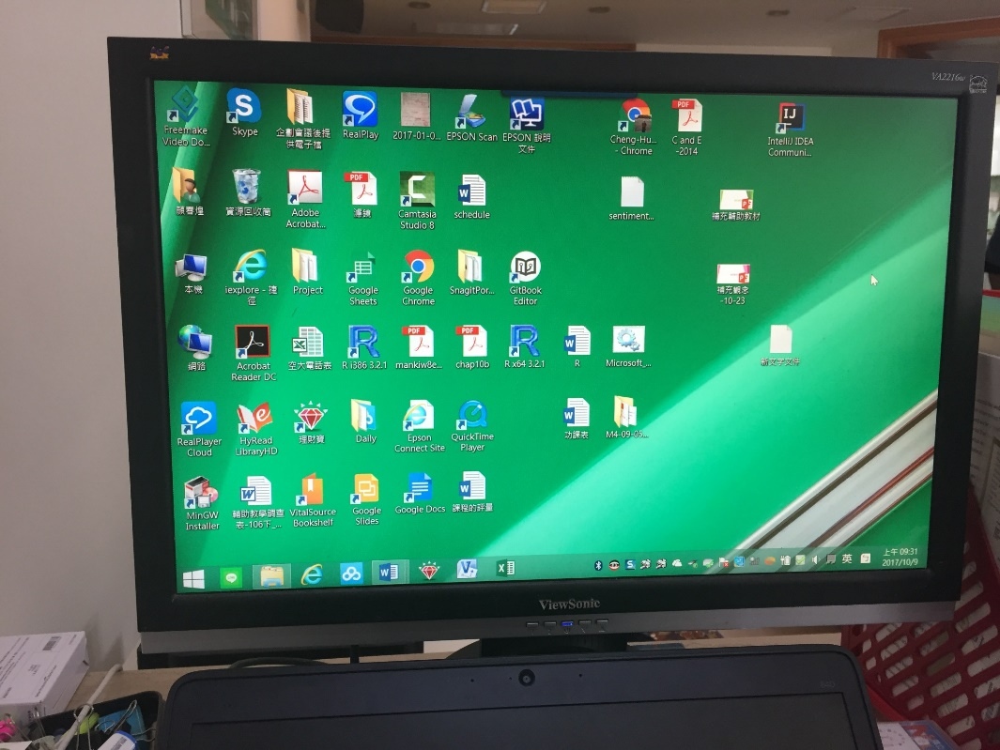 VA2216w
Freemake
Video Do...
Skype
企劃會議後提
供電子檔
RealPlay
2017-01-0...
EPSON Scan
EPSON 說明
文件
Cheng-Hu...
- Chrome
PDF
C and E
-2014
IJ
IntelliJ IDEA
Communi...
資源回收筒
Adobe
Acrobat...
PDF
濾鏡
Camtasia
Studio 8
schedule
sentiment...
補充輔助教材
本機
iexplore - 捷
徑
Project
Google
Sheets
Google
Chrome
SnagitPor...
GitBook
Editor
補充觀念
-10-23
網路
Acrobat
Reader DC
空大電話表
R i386 3.2.1
PDF
mankiw8e...
PDF
chap10b
R x64 3.2.1
R
Microsoft_...
新文字文件
RealPlayer
Cloud
HyRead
LibraryHD
理財寶
Daily
Epson
Connect Site
QuickTime
Player
功課表
M4-09-05...
MinGW
Installer
輔助教學調查
表-106下_...
VitalSource
Bookshelf
Google
Slides
Google Docs
課程的評量
英
上午 09:31
2017/10/9
ViewSonic